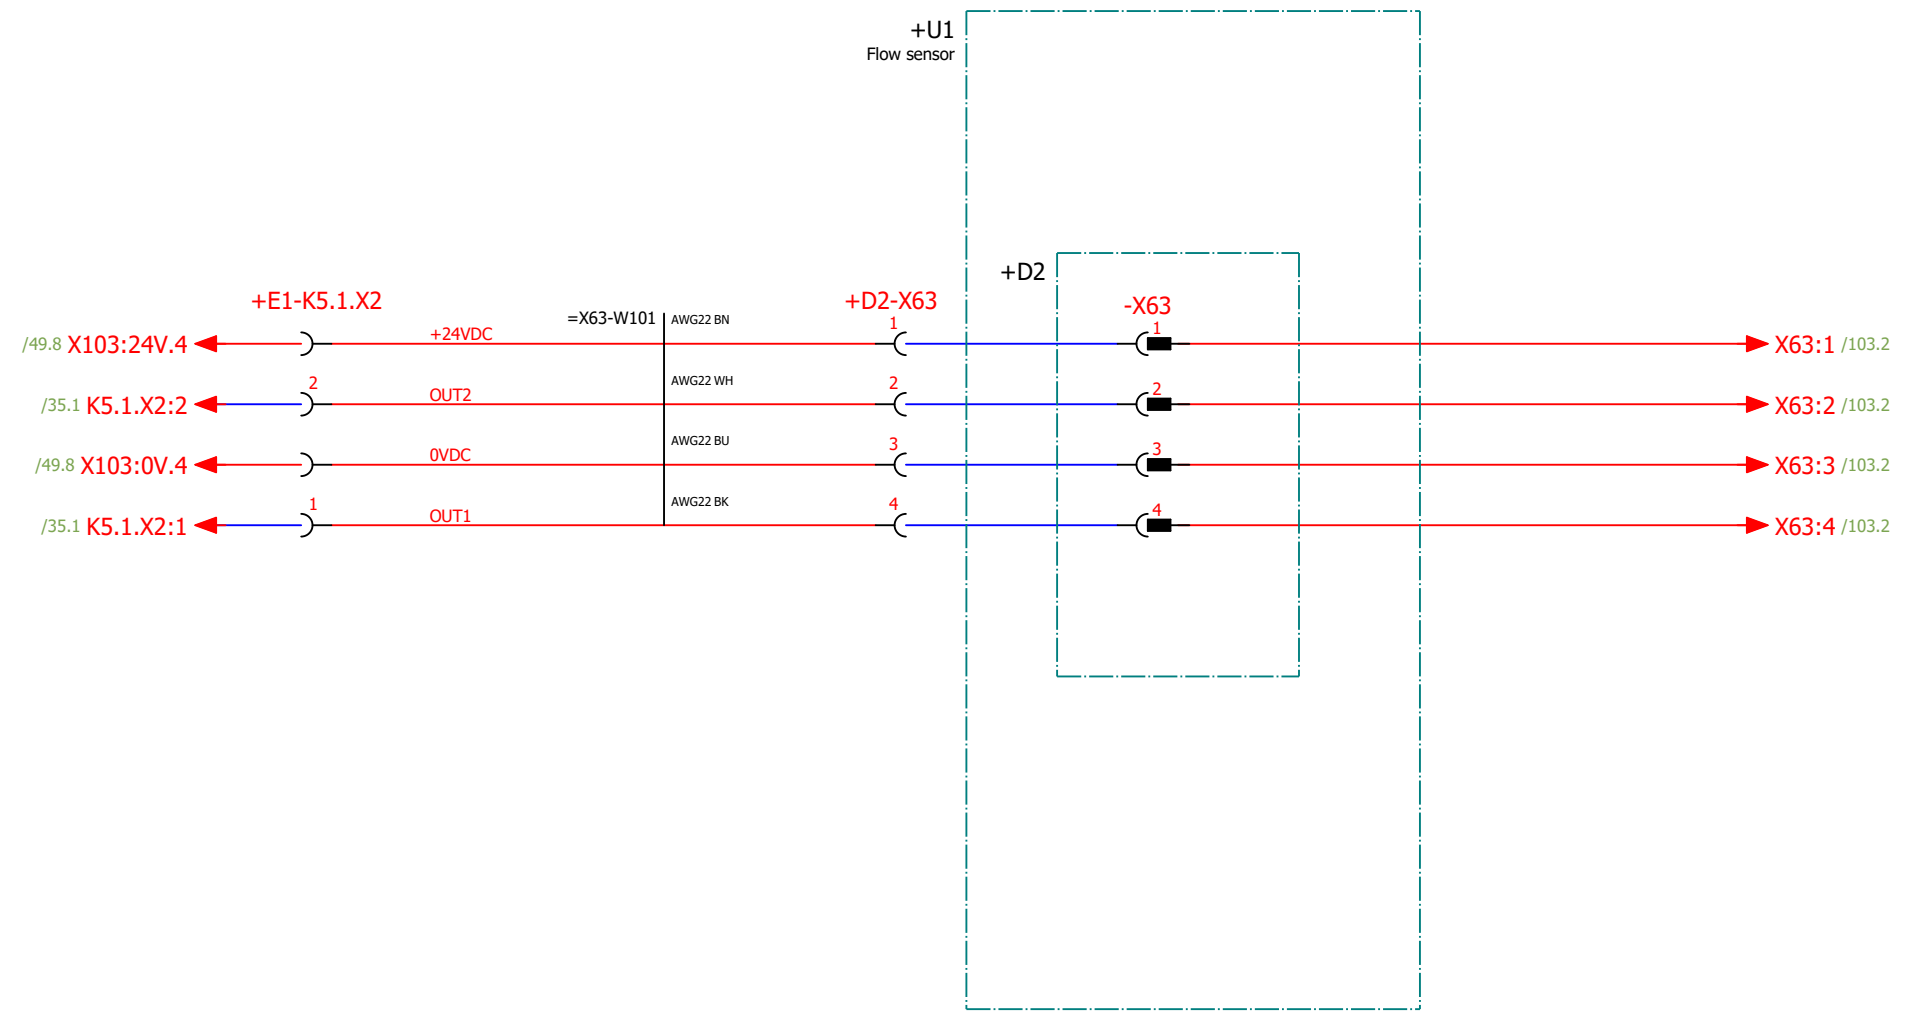 +U1
Flow sensor
+D2
+E1-K5.1.X2
=X63-W101
AWG22 BN
+D2-X63
-X63
/49.8 X103:24V.4
+24VDC
1
1
X63:1 /103.2
AWG22 WH
/35.1 K5.1.X2:2
2
OUT2
2
2
X63:2 /103.2
AWG22 BU
/49.8 X103:0V.4
0VDC
3
3
X63:3 /103.2
AWG22 BK
/35.1 K5.1.X2:1
1
OUT1
4
4
X63:4 /103.2